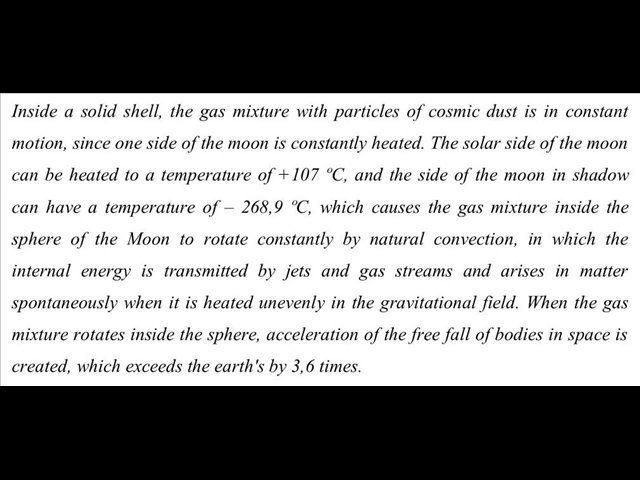 Inside a solid shell, the gas mixture with particles of cosmic dust is in constant
motion, since one side of the moon is constantly heated. The solar side of the moon
can be heated to a temperature of +107 ºC, and the side of the moon in shadow
can have a temperature of – 268,9 ºC, which causes the gas mixture inside the
sphere of the Moon to rotate constantly by natural convection, in which the
internal energy is transmitted by jets and gas streams and arises in matter
spontaneously when it is heated unevenly in the gravitational field. When the gas
mixture rotates inside the sphere, acceleration of the free fall of bodies in space is
created, which exceeds the earth's by 3,6 times.